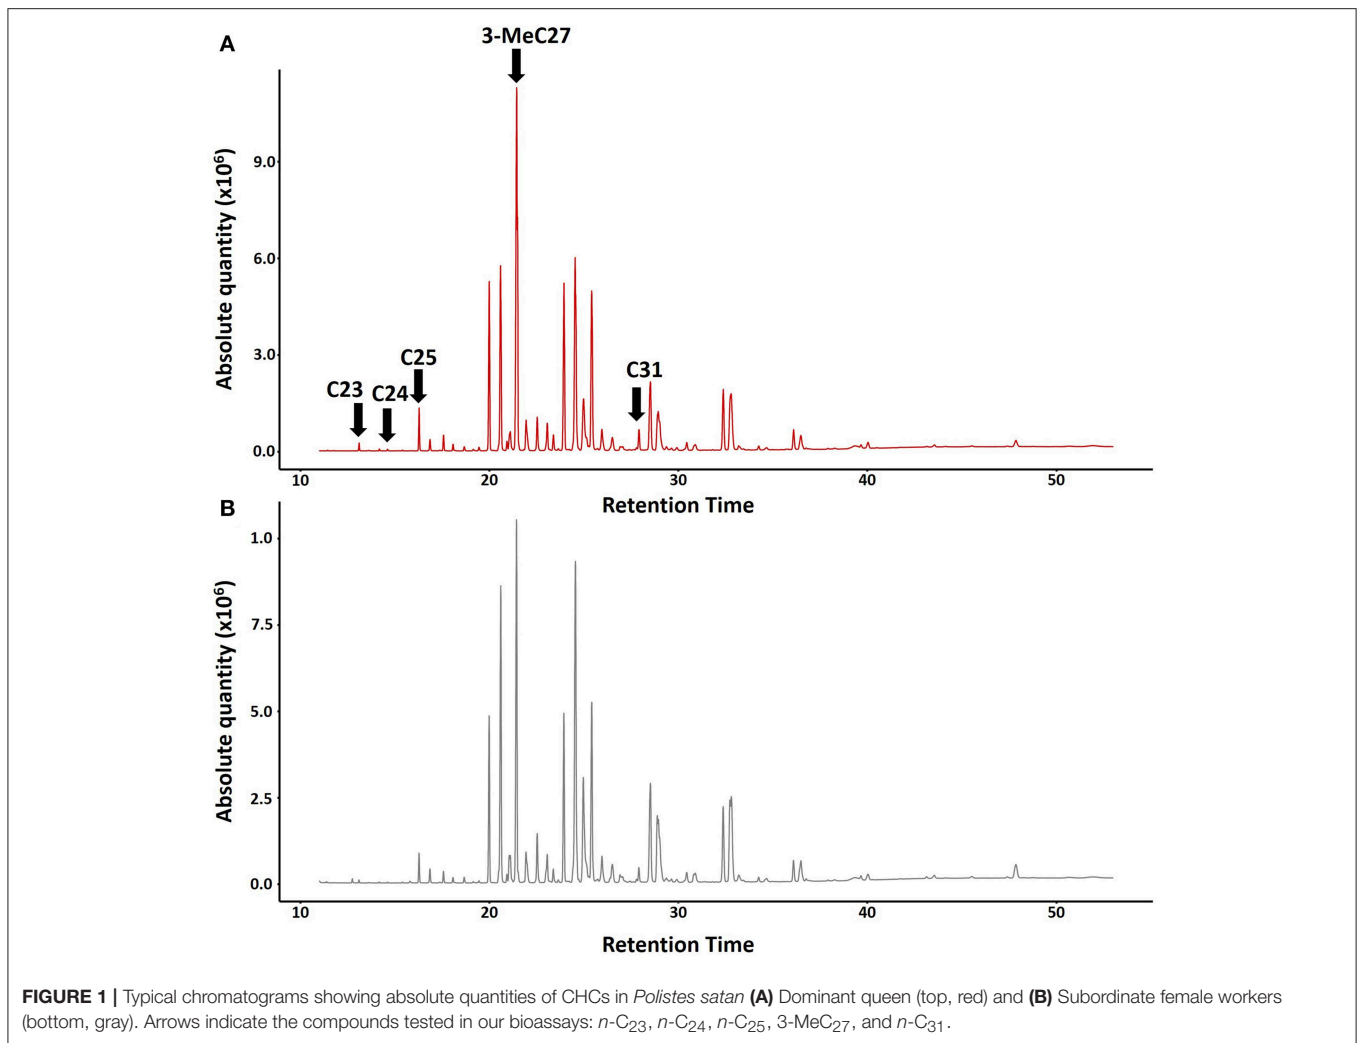 A
3-MeC27
Absolute quantity (x10⁶)
9.0
6.0
3.0
0.0
C23
C24
C25
C31
10 20 30 40 50
Retention Time
B
Absolute quantity (x10⁶)
1.0
7.5
5.0
2.5
0.0
10 20 30 40 50
Retention Time
FIGURE 1 | Typical chromatograms showing absolute quantities of CHCs in Polistes satan (A) Dominant queen (top, red) and (B) Subordinate female workers
(bottom, gray). Arrows indicate the compounds tested in our bioassays: n-C₂₃, n-C₂₄, n-C₂₅, 3-MeC₂₇, and n-C₃₁.